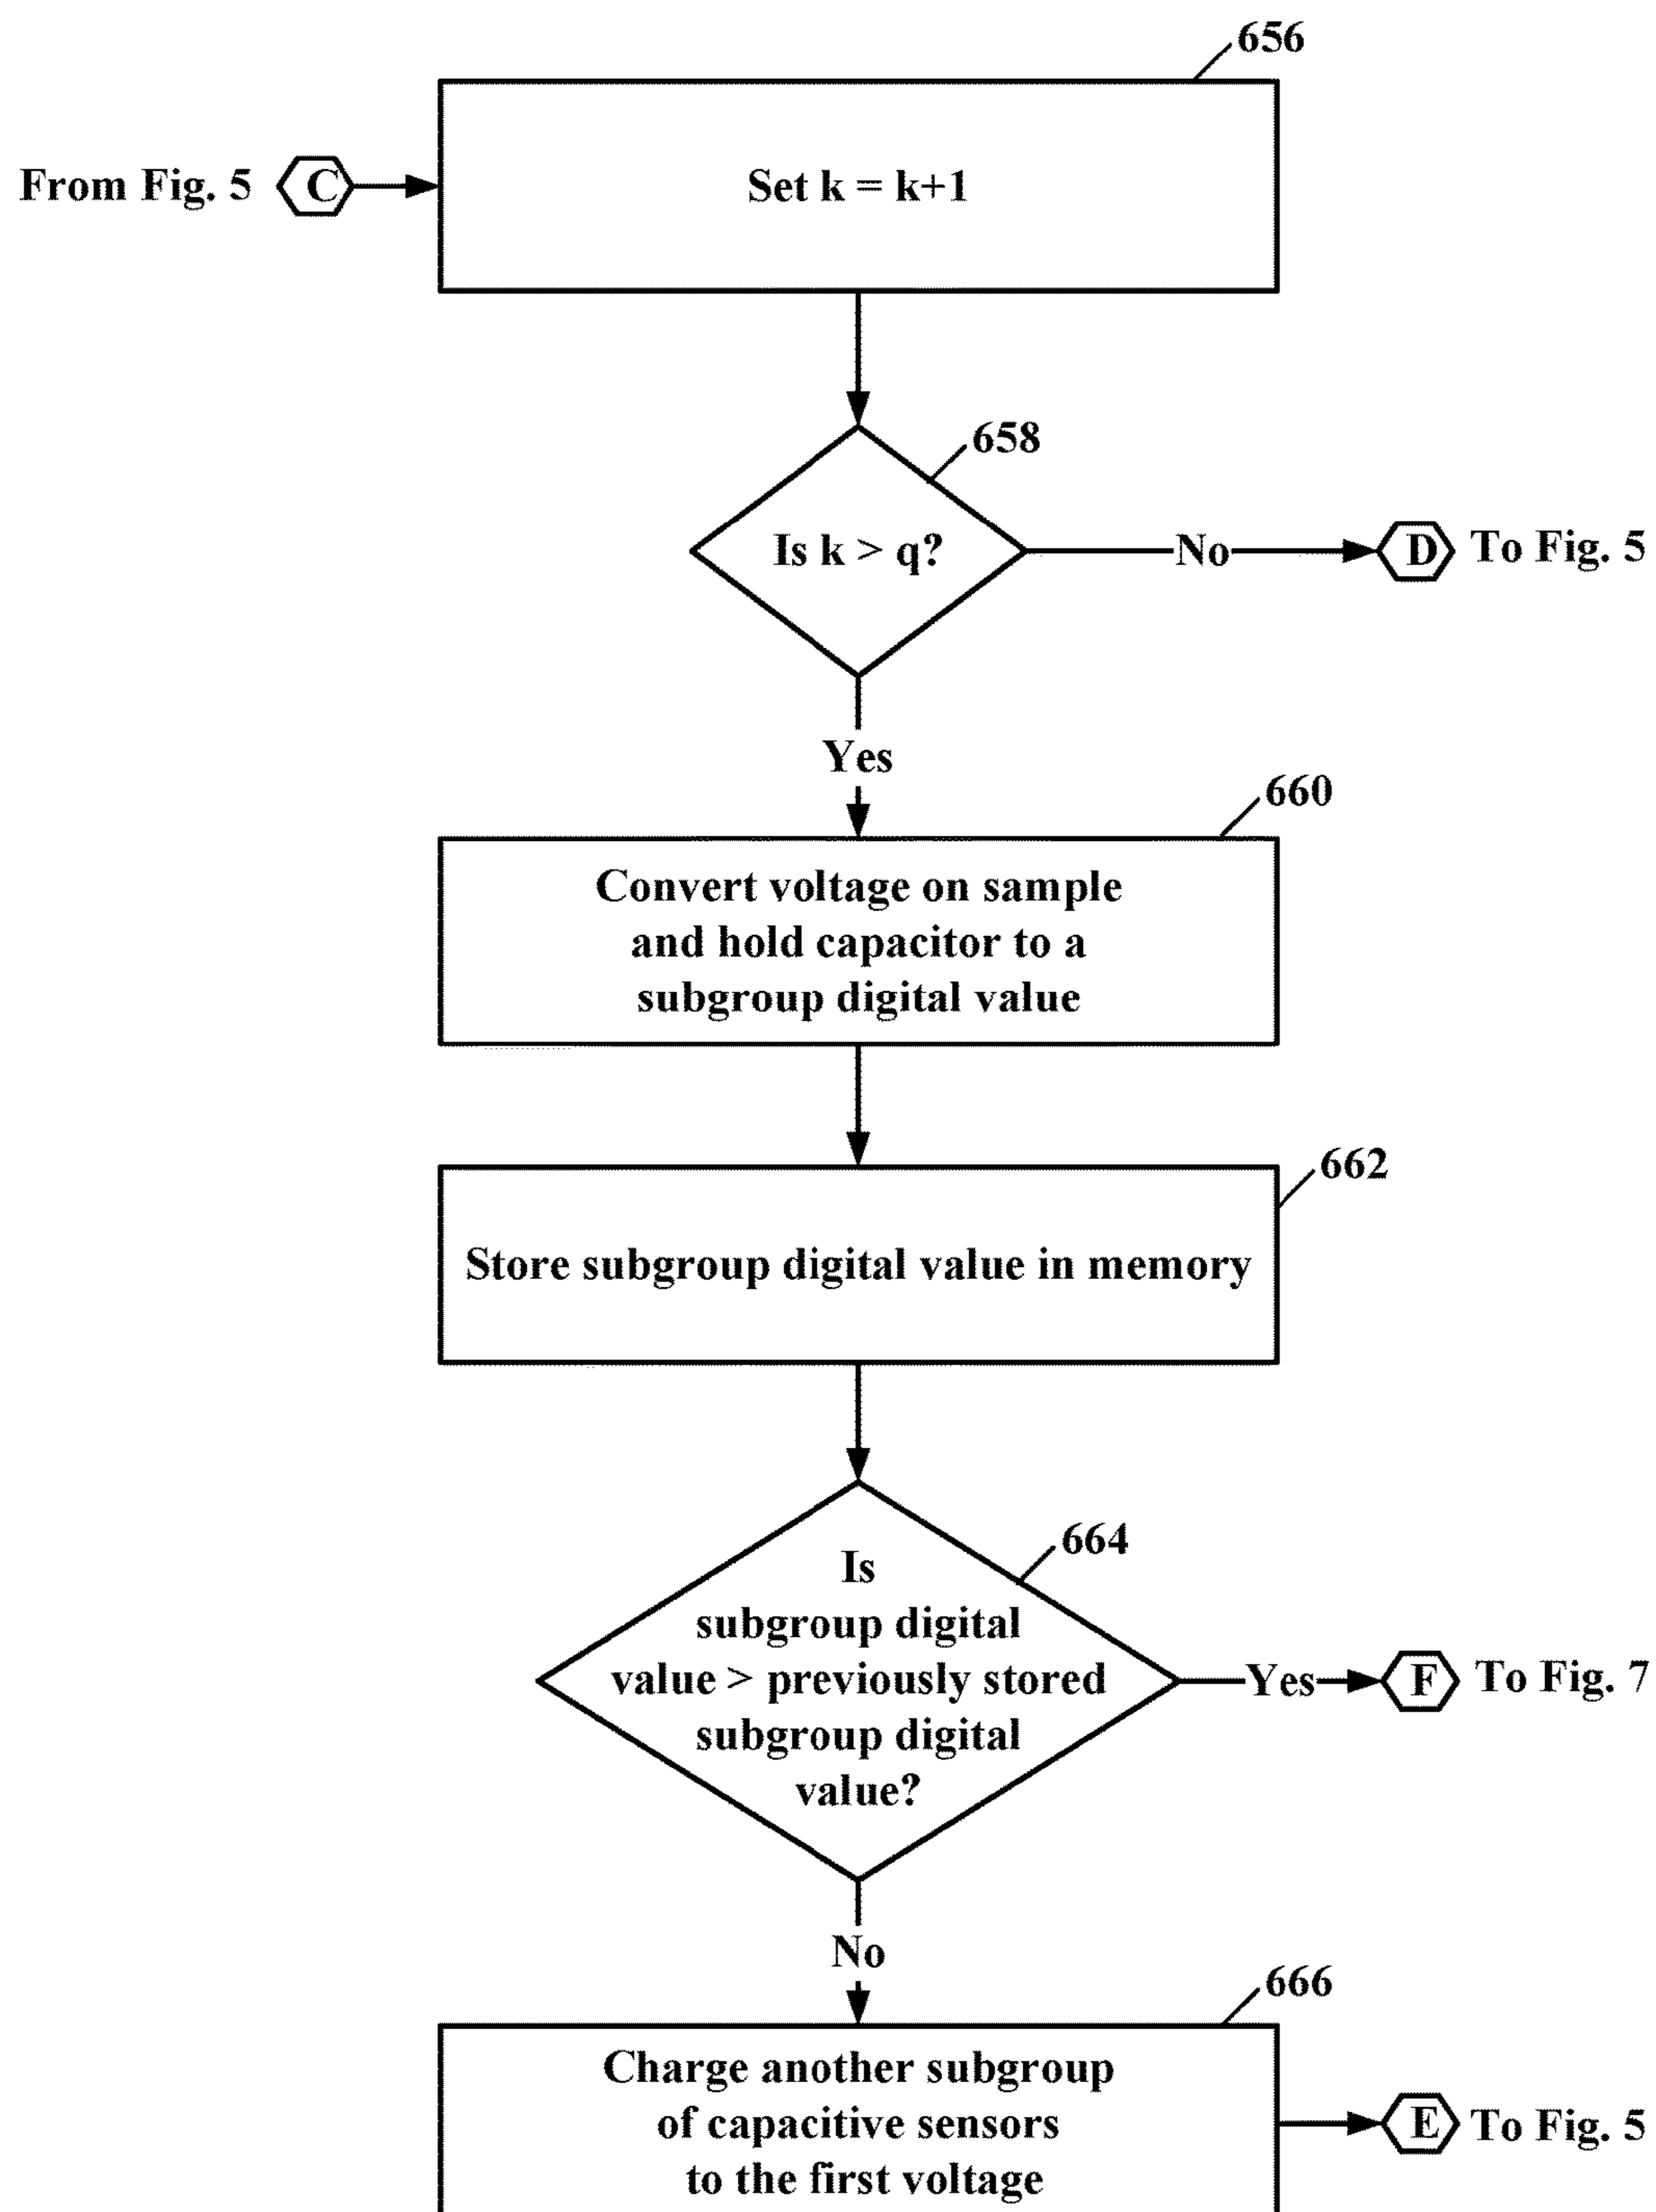 656
From Fig. 5 C
Set k = k+1
658
Is k > q?
No
D To Fig. 5
Yes
660
Convert voltage on sample
and hold capacitor to a
subgroup digital value
662
Store subgroup digital value in memory
664
Is
subgroup digital
value > previously stored
subgroup digital
value?
Yes
F To Fig. 7
No
666
Charge another subgroup
of capacitive sensors
to the first voltage
E To Fig. 5